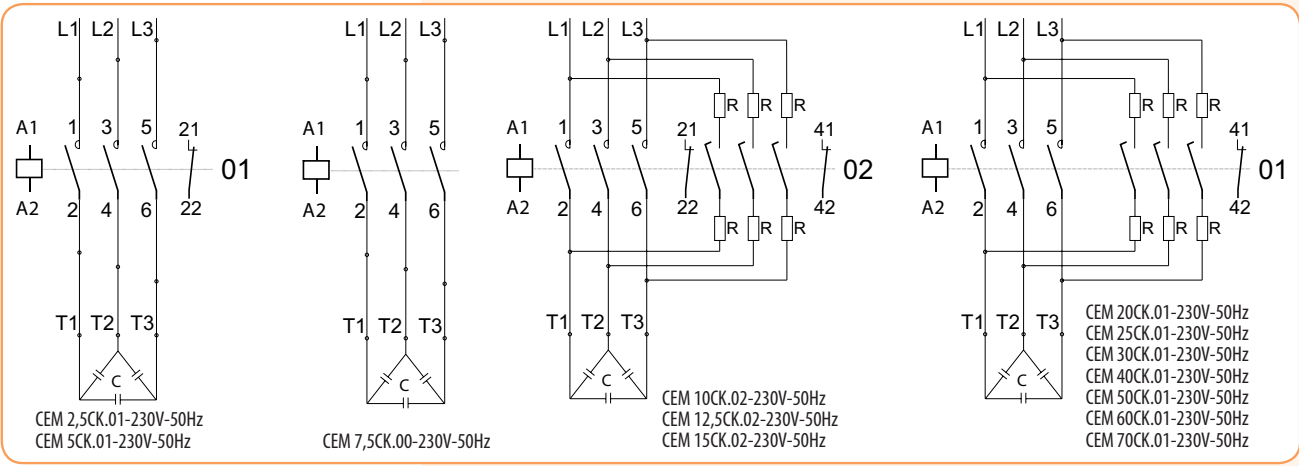 L1 L2 L3
A1 1 3 5 21
01
A2 2 4 6 22
T1 T2 T3
C
CEM 2,5CK.01-230V-50Hz
CEM 5CK.01-230V-50Hz
L1 L2 L3
A1 1 3 5
A2 2 4 6
T1 T2 T3
C
CEM 7,5CK.00-230V-50Hz
L1 L2 L3
R R R
A1 1 3 5 21 41
02
A2 2 4 6 22 42
R R R
T1 T2 T3
C
CEM 10CK.02-230V-50Hz
CEM 12,5CK.02-230V-50Hz
CEM 15CK.02-230V-50Hz
L1 L2 L3
R R R
A1 1 3 5 41
01
A2 2 4 6 42
R R R
T1 T2 T3
C
CEM 20CK.01-230V-50Hz
CEM 25CK.01-230V-50Hz
CEM 30CK.01-230V-50Hz
CEM 40CK.01-230V-50Hz
CEM 50CK.01-230V-50Hz
CEM 60CK.01-230V-50Hz
CEM 70CK.01-230V-50Hz